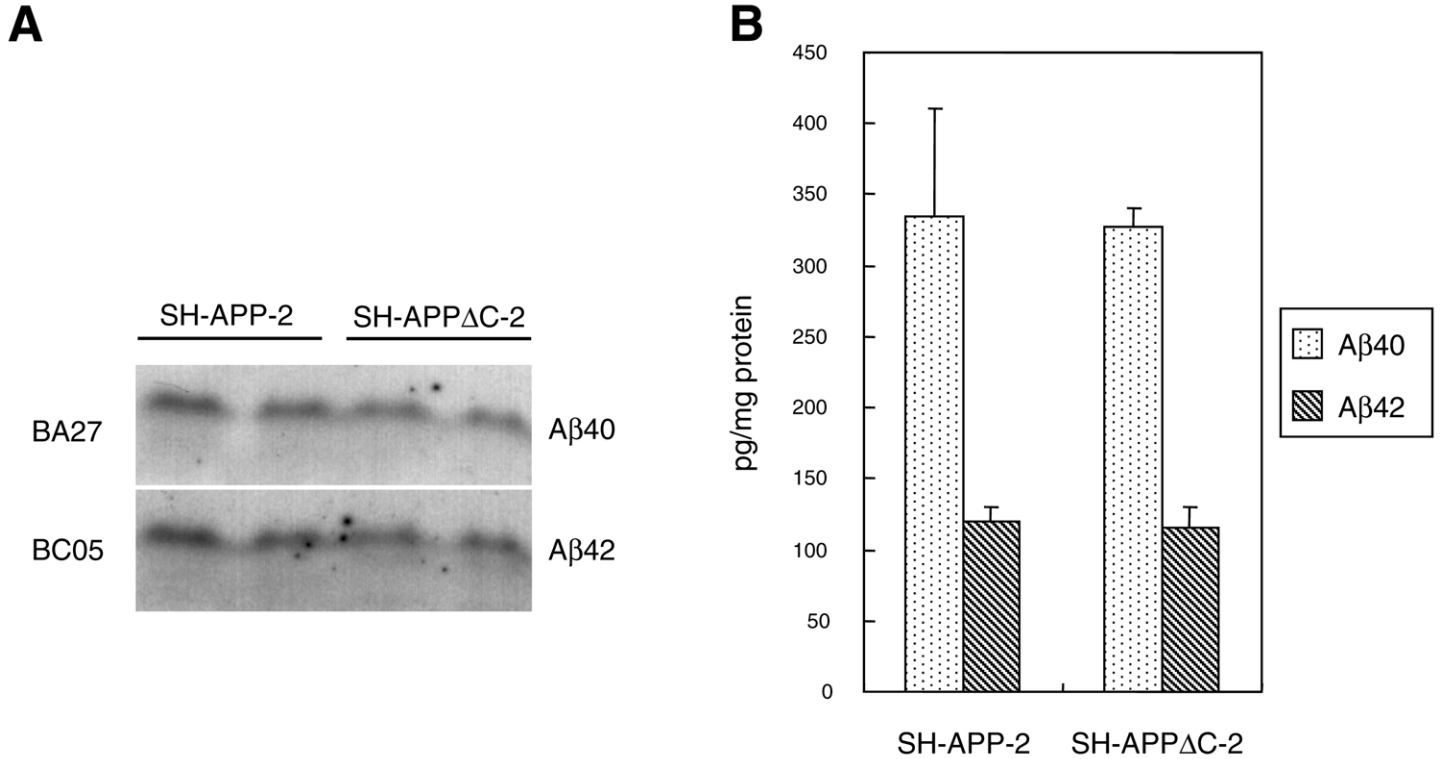 A
SH-APP-2
SH-APPΔC-2
BA27
Aβ40
BC05
Aβ42
B
450
400
350
300
250
200
150
100
50
0
pg/mg protein
SH-APP-2
SH-APPΔC-2
Aβ40
Aβ42